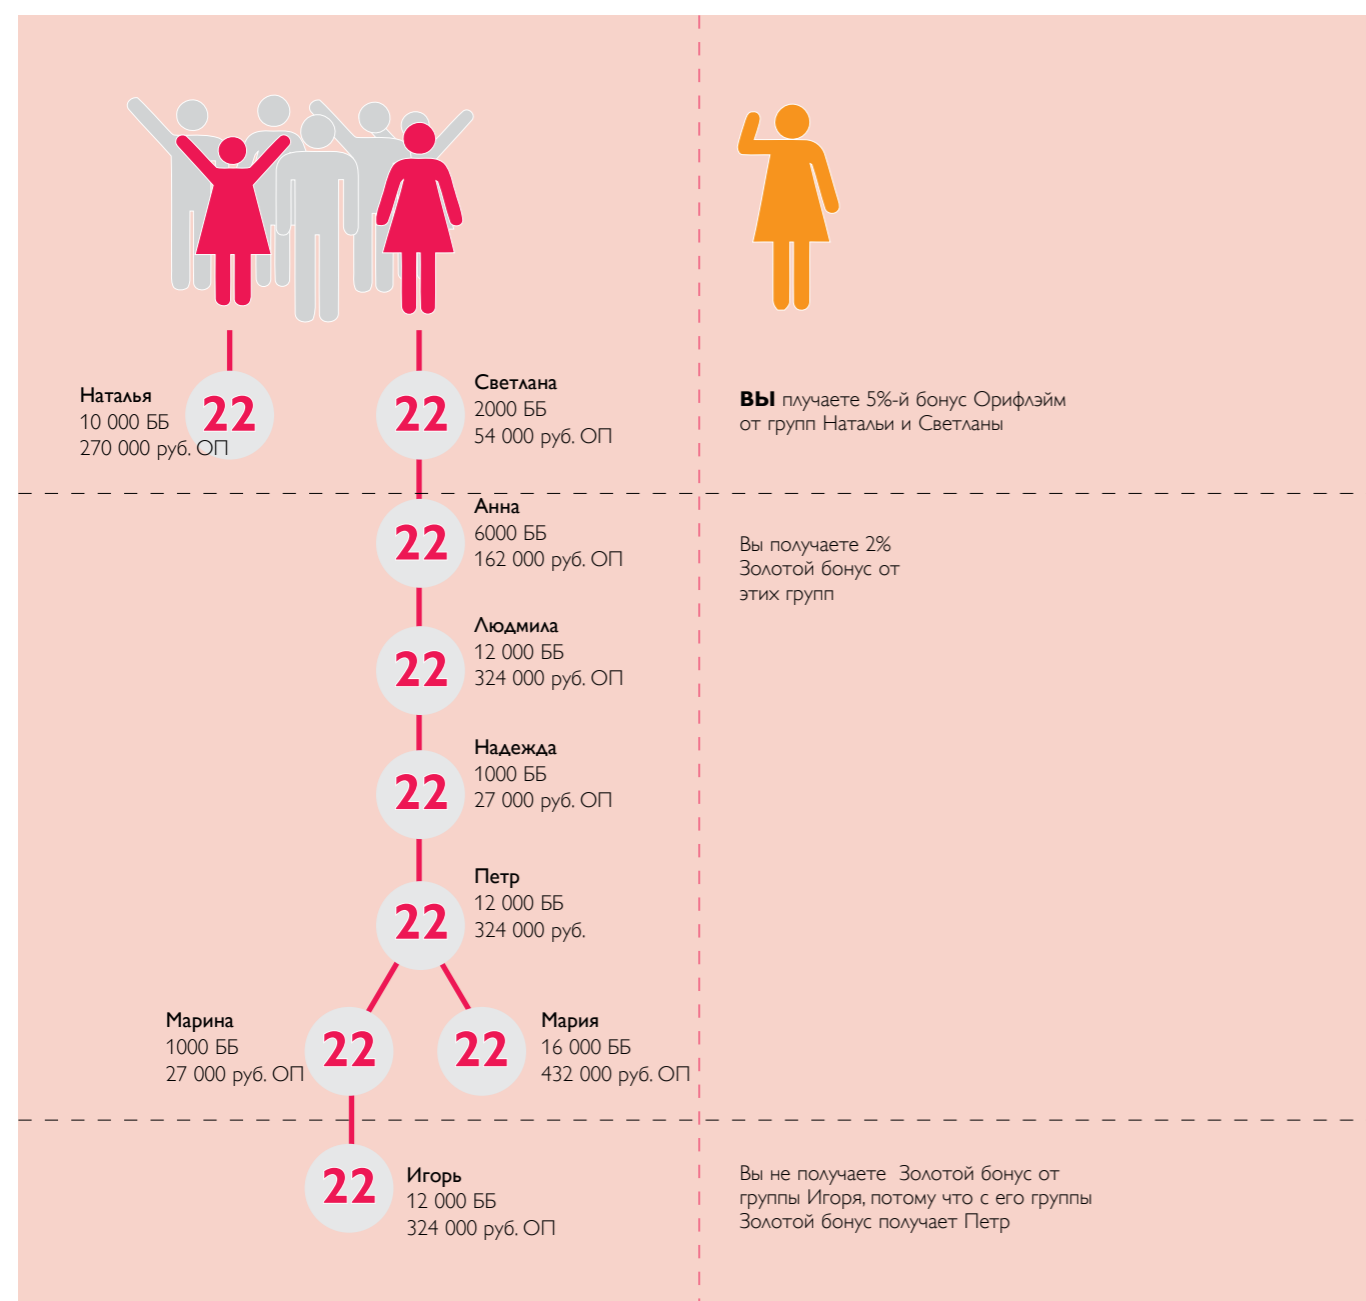 Наталья
10 000 ББ
270 000 руб. ОП
22
22
Светлана
2000 ББ
54 000 руб. ОП
ВЫ плучаете 5%-й бонус Орифлэйм
от групп Натальи и Светланы
22
Анна
6000 ББ
162 000 руб. ОП
Вы получаете 2%
Золотой бонус от
этих групп
22
Людмила
12 000 ББ
324 000 руб. ОП
22
Надежда
1000 ББ
27 000 руб. ОП
22
Петр
12 000 ББ
324 000 руб.
Марина
1000 ББ
27 000 руб. ОП
22
22
Мария
16 000 ББ
432 000 руб. ОП
22
Игорь
12 000 ББ
324 000 руб. ОП
Вы не получаете Золотой бонус от
группы Игоря, потому что с его группы
Золотой бонус получает Петр